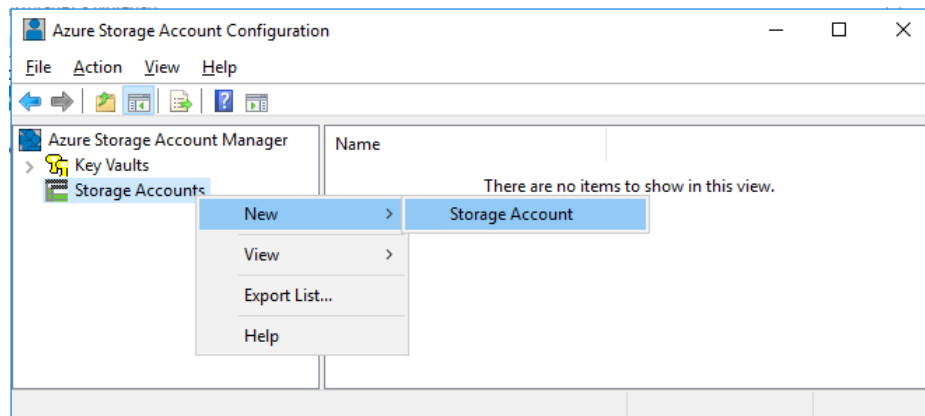 Azure Storage Account Configuration
File Action View Help
Azure Storage Account Manager
Name
Key Vaults
There are no items to show in this view.
Storage Accounts
New
Storage Account
View
Export List...
Help